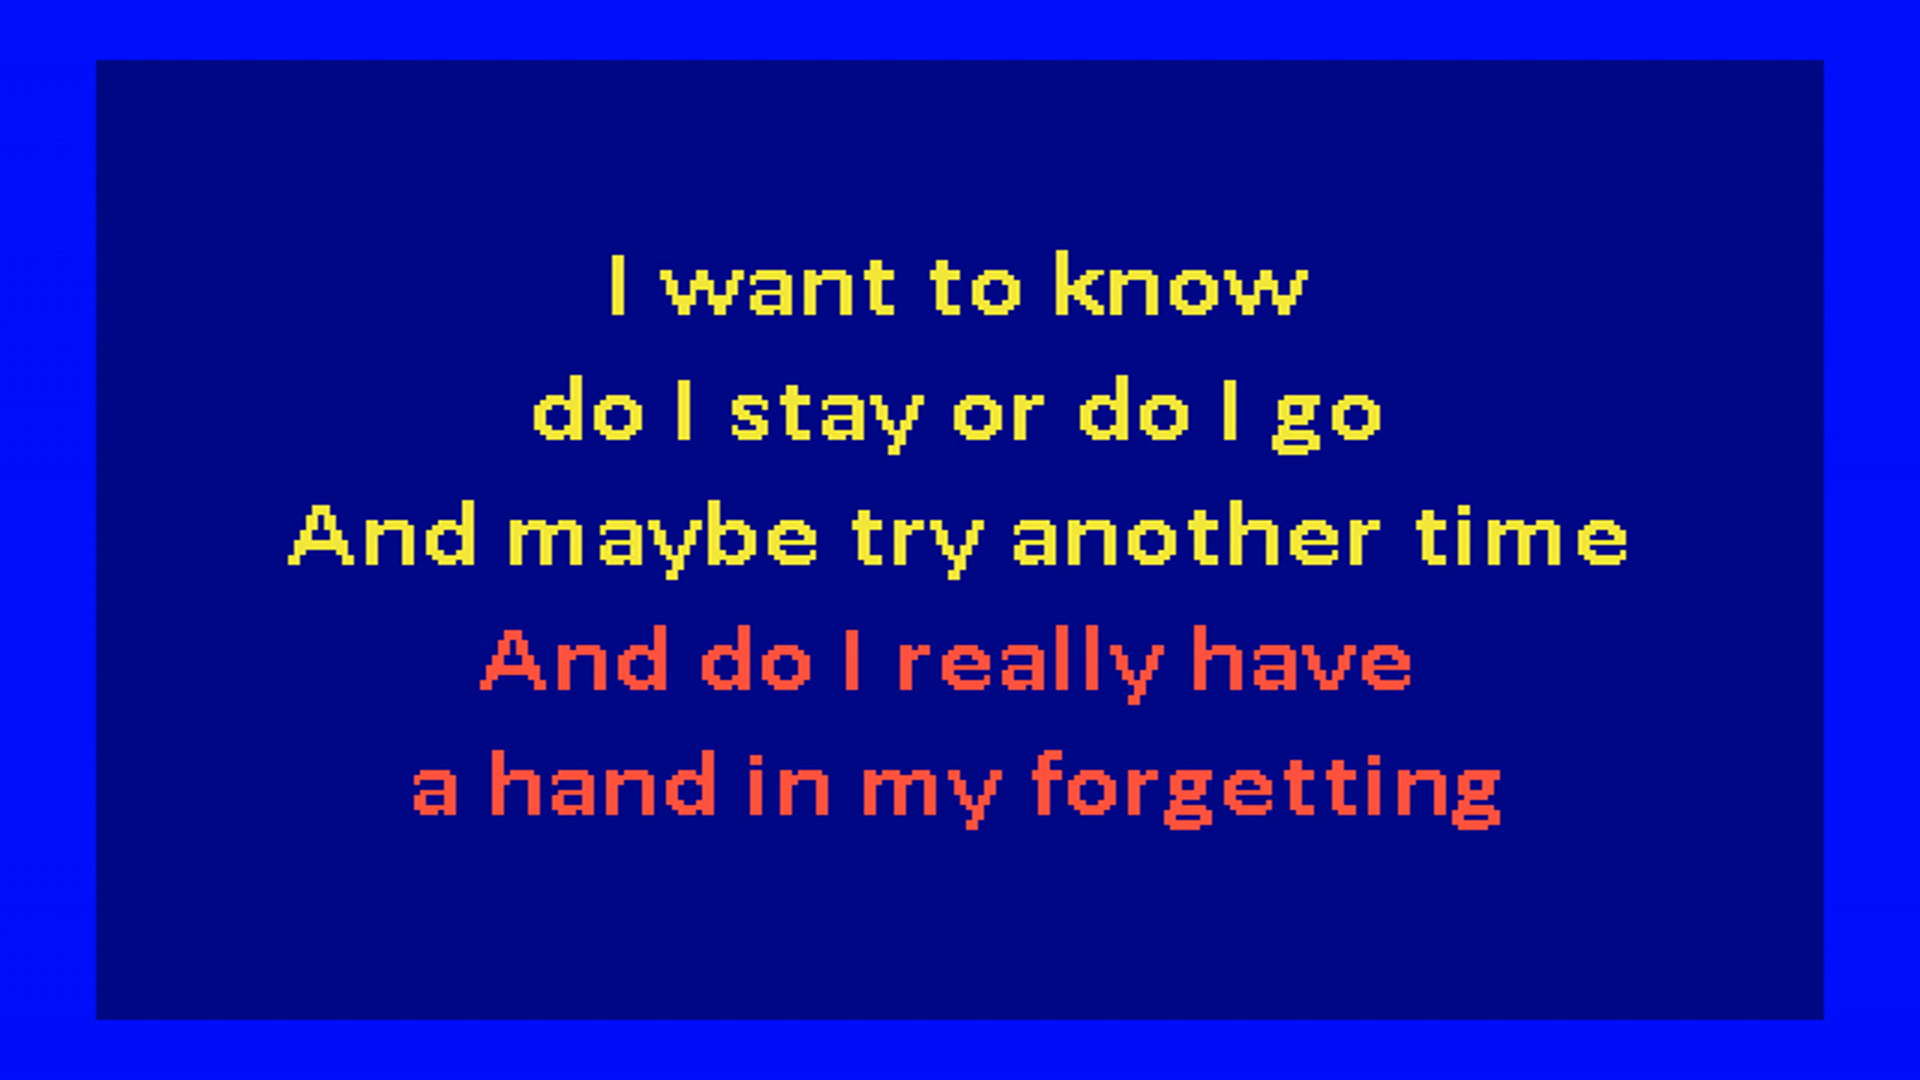 I want to know
do I stay or do I go
And maybe try another time
And do I really have
a hand in my forgetting